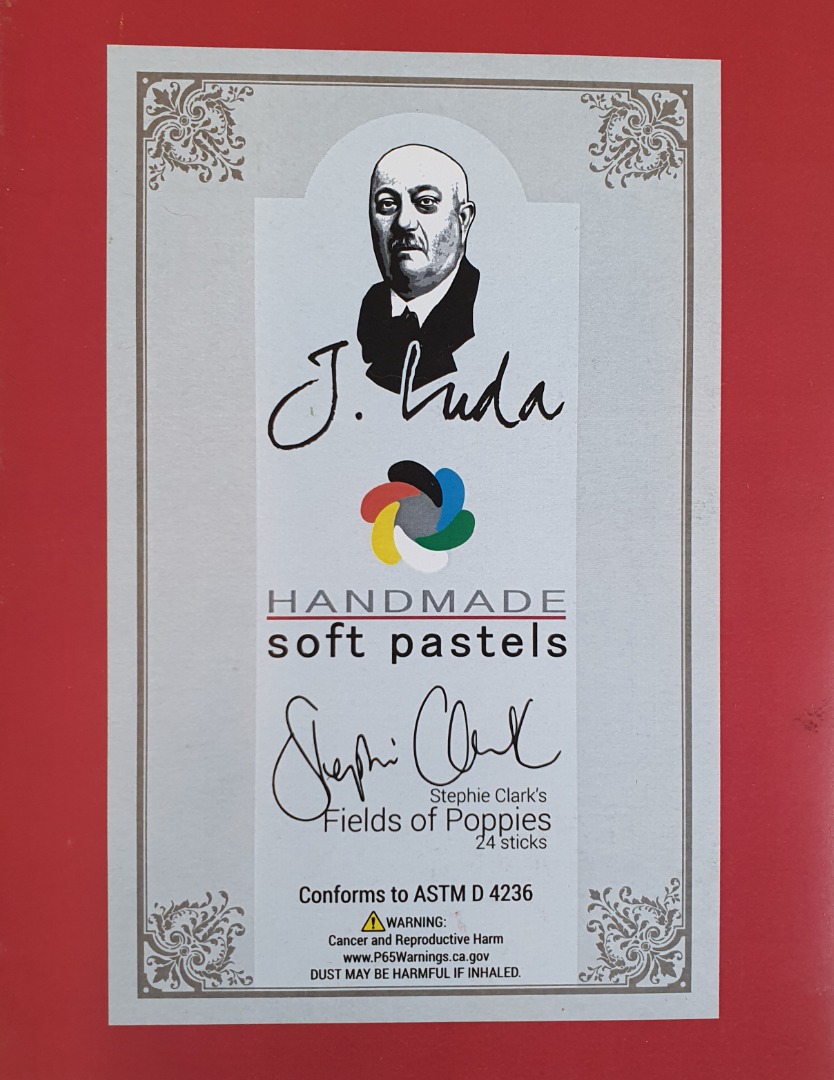 J. Luda
HANDMADE
soft pastels
Stephie Clark
Stephie Clark's
Fields of Poppies
24 sticks
Conforms to ASTM D 4236
WARNING:
Cancer and Reproductive Harm
www.P65Warnings.ca.gov
DUST MAY BE HARMFUL IF INHALED.